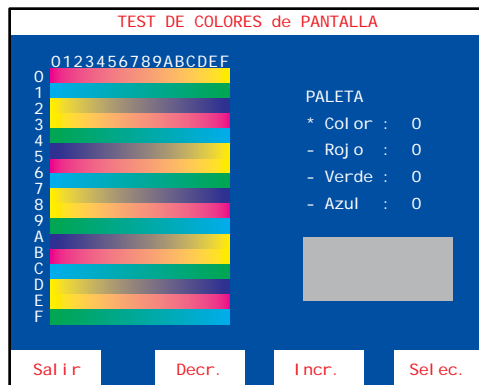 TEST DE COLORES de PANTALLA
0123456789ABCDEF
0
1
2
3
4
5
6
7
8
9
A
B
C
D
E
F
PALETA
* Color : 0
- Rojo : 0
- Verde : 0
- Azul : 0
Salir Decr. Incr. Selec.